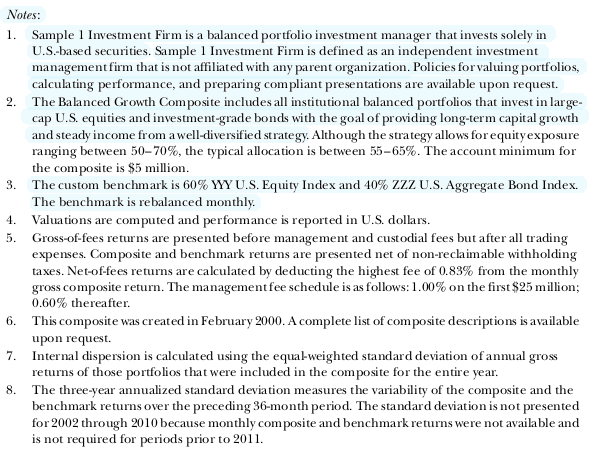 Notes:
1. Sample 1 Investment Firm is a balanced portfolio investment manager that invests solely in
U.S.-based securities. Sample 1 Investment Firm is defined as an independent investment
management firm that is not affiliated with any parent organization. Policies for valuing portfolios,
calculating performance, and preparing compliant presentations are available upon request.
2. The Balanced Growth Composite includes all institutional balanced portfolios that invest in large-
cap U.S. equities and investment-grade bonds with the goal of providing long-term capital growth
and steady income from a well-diversified strategy. Although the strategy allows for equity exposure
ranging between 50–70%, the typical allocation is between 55–65%. The account minimum for
the composite is $5 million.
3. The custom benchmark is 60% YYY U.S. Equity Index and 40% ZZZ U.S. Aggregate Bond Index.
The benchmark is rebalanced monthly.
4. Valuations are computed and performance is reported in U.S. dollars.
5. Gross-of-fees returns are presented before management and custodial fees but after all trading
expenses. Composite and benchmark returns are presented net of non-reclaimable withholding
taxes. Net-of-fees returns are calculated by deducting the highest fee of 0.83% from the monthly
gross composite return. The management fee schedule is as follows: 1.00% on the first $25 million;
0.60% thereafter.
6. This composite was created in February 2000. A complete list of composite descriptions is available
upon request.
7. Internal dispersion is calculated using the equal-weighted standard deviation of annual gross
returns of those portfolios that were included in the composite for the entire year.
8. The three-year annualized standard deviation measures the variability of the composite and the
benchmark returns over the preceding 36-month period. The standard deviation is not presented
for 2002 through 2010 because monthly composite and benchmark returns were not available and
is not required for periods prior to 2011.